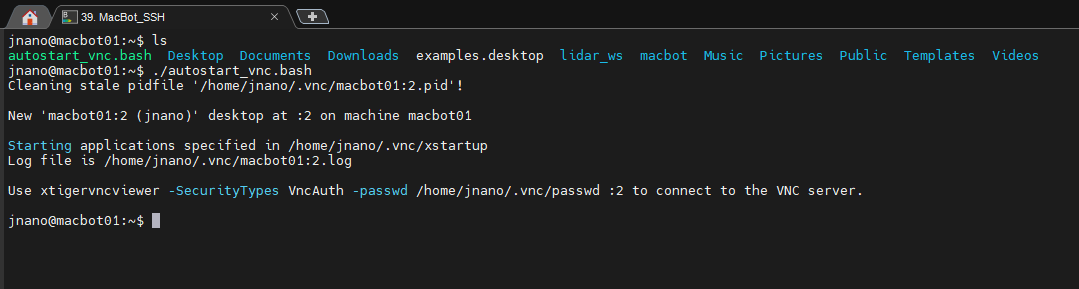 39. MacBot_SSH
jnano@macbot01:~$ ls
autostart_vnc.bash Desktop Documents Downloads examples.desktop lidar_ws macbot Music Pictures Public Templates Videos
jnano@macbot01:~$ ./autostart_vnc.bash
Cleaning stale pidfile '/home/jnano/.vnc/macbot01:2.pid'!
New 'macbot01:2 (jnano)' desktop at :2 on machine macbot01
Starting applications specified in /home/jnano/.vnc/xstartup
Log file is /home/jnano/.vnc/macbot01:2.log
Use xtigervncviewer -SecurityTypes VncAuth -passwd /home/jnano/.vnc/passwd :2 to connect to the VNC server.
jnano@macbot01:~$